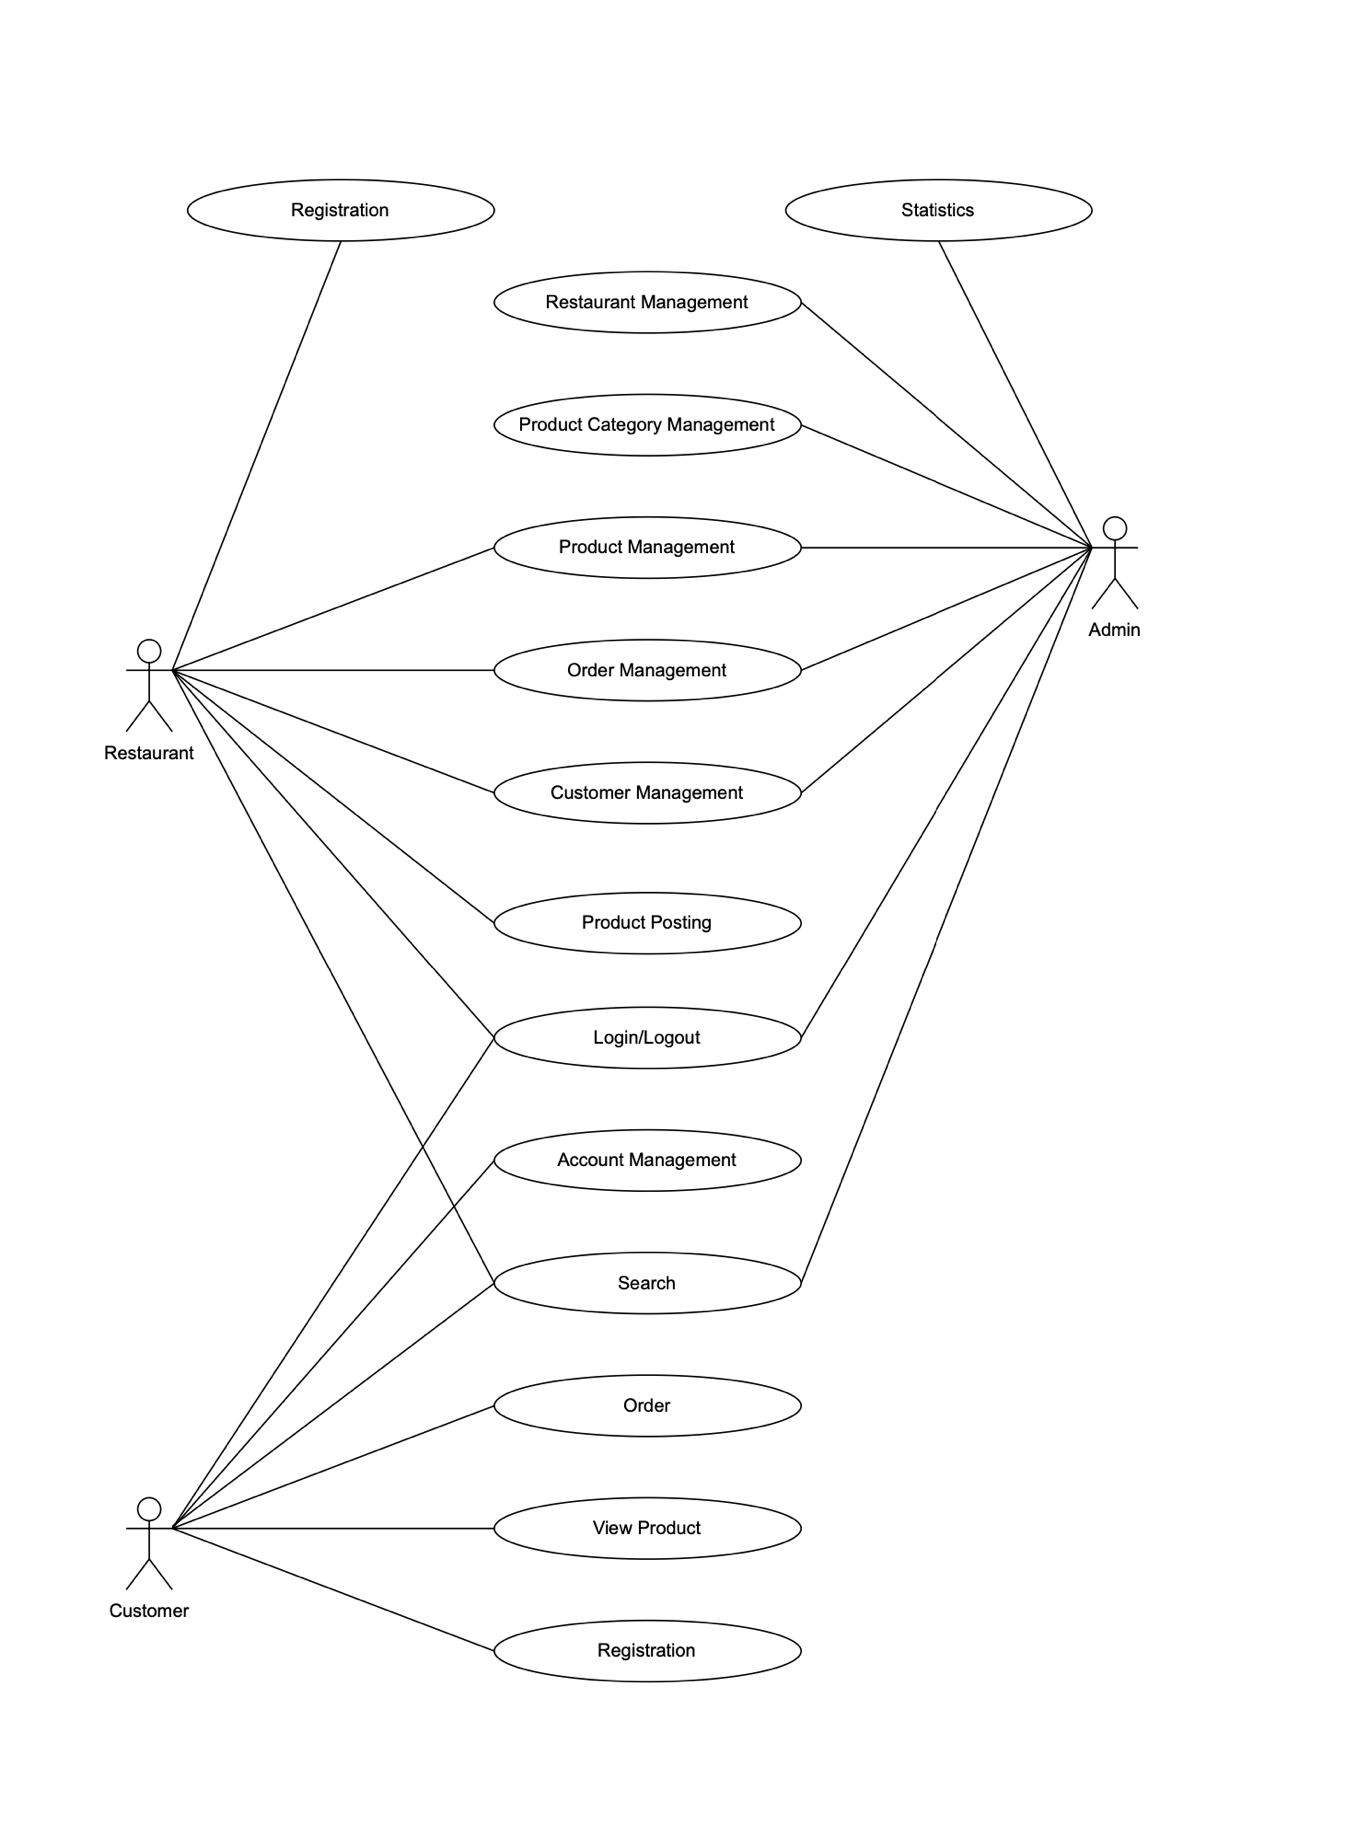 Registration
Statistics
Restaurant Management
Product Category Management
Product Management
Admin
Order Management
Restaurant
Customer Management
Product Posting
Login/Logout
Account Management
Search
Order
View Product
Customer
Registration